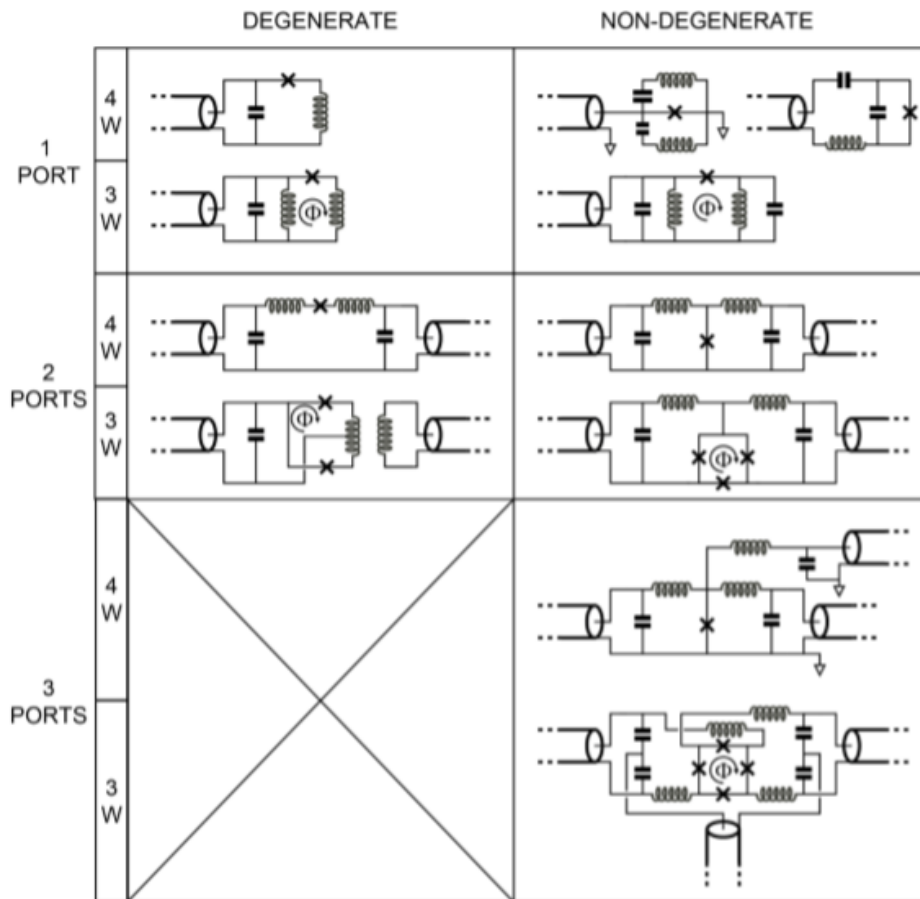 DEGENERATE
NON-DEGENERATE
1
PORT
4
W
3
W
Φ
Φ
2
PORTS
4
W
3
W
Φ
Φ
3
PORTS
4
W
3
W
Φ